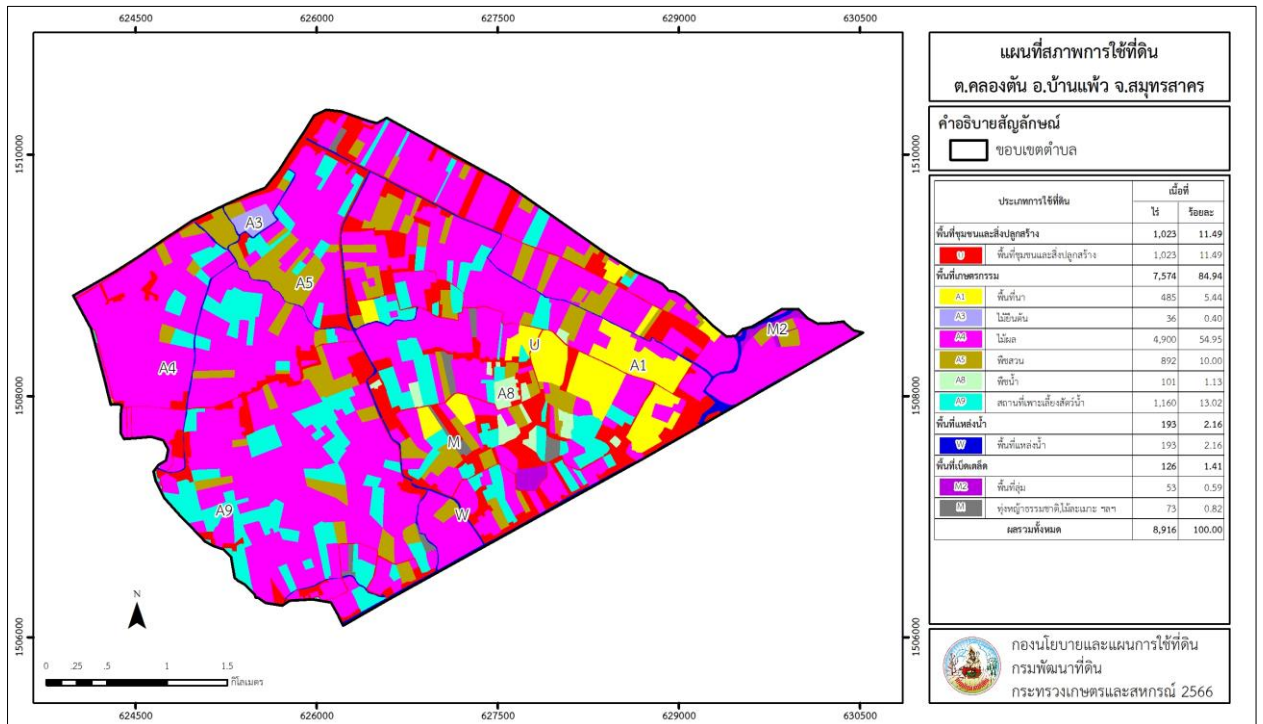 624500 626000 627500 629000 630500
1510000 1510000
1508000 1508000
1506000 1506000
A3
A5
A4
A9
U
A1
A8
M
W
M2
N
0 .25 .5 1 1.5
กิโลเมตร
624500 626000 627500 629000 630500
แผนที่สภาพการใช้ที่ดิน
ต.คลองตัน อ.บ้านแพ้ว จ.สมุทรสาคร
คำอธิบายสัญลักษณ์
ขอบเขตตำบล
ประเภทการใช้ที่ดิน เนื้อที่
ไร่ ร้อยละ
พื้นที่ชุมชนและสิ่งปลูกสร้าง 1,023 11.49
U พื้นที่ชุมชนและสิ่งปลูกสร้าง 1,023 11.49
พื้นที่เกษตรกรรม 7,574 84.94
A1 พื้นที่นา 485 5.44
A3 ไม้ยืนต้น 36 0.40
A4 ไม้ผล 4,900 54.95
A5 พืชสวน 892 10.00
A8 พืชน้ำ 101 1.13
A9 สถานที่เพาะเลี้ยงสัตว์น้ำ 1,160 13.02
พื้นที่แหล่งน้ำ 193 2.16
W พื้นที่แหล่งน้ำ 193 2.16
พื้นที่เบ็ดเตล็ด 126 1.41
M2 พื้นที่ลุ่ม 53 0.59
M ทุ่งหญ้าธรรมชาติ,ไม้ละเมาะ ฯลฯ 73 0.82
ผลรวมทั้งหมด 8,916 100.00
กองนโยบายและแผนการใช้ที่ดิน
กรมพัฒนาที่ดิน
กระทรวงเกษตรและสหกรณ์ 2566